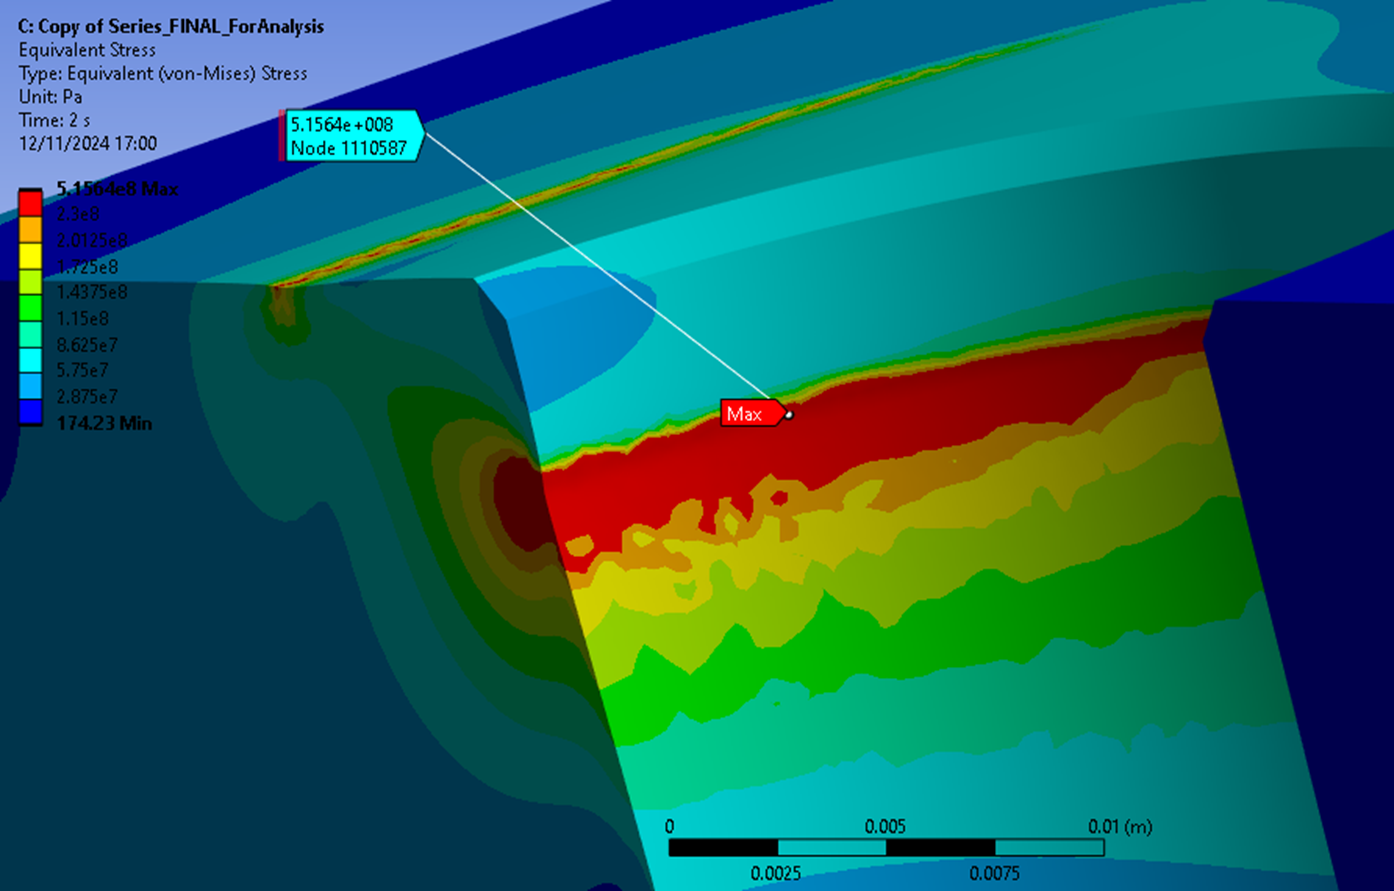 C: Copy of Series_FINAL_ForAnalysis
Equivalent Stress
Type: Equivalent (von-Mises) Stress
Unit: Pa
Time: 2 s
12/11/2024 17:00
5.1564e+008
Node 1110587
5.1564e8 Max
2.3e8
2.0125e8
1.725e8
1.4375e8
1.15e8
8.625e7
5.75e7
2.875e7
174.23 Min
Max
0 0.005 0.01 (m)
0.0025 0.0075